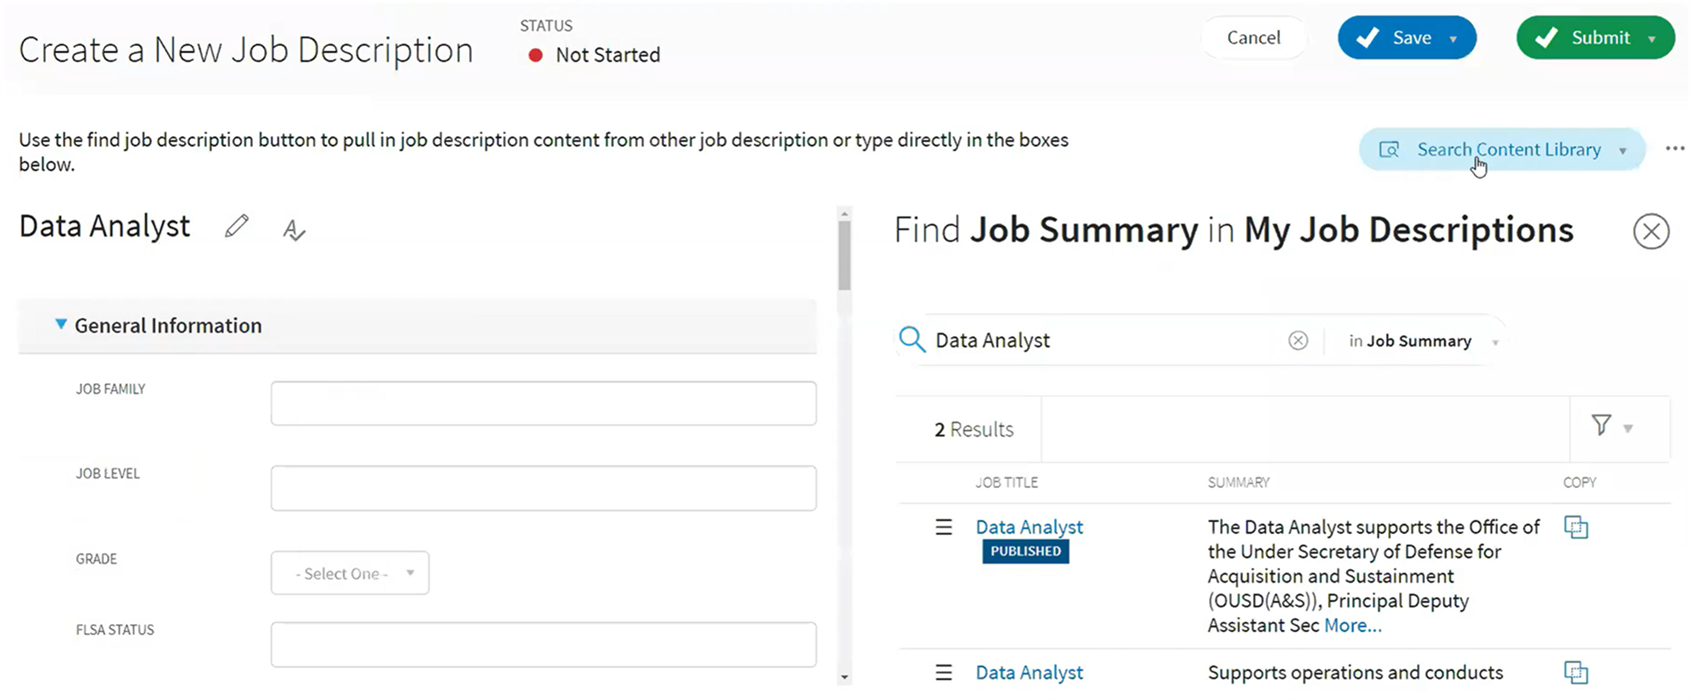 Create a New Job Description
STATUS
Not Started
Cancel
Save
Submit
Use the find job description button to pull in job description content from other job description or type directly in the boxes
below.
Search Content Library
Data Analyst
General Information
JOB FAMILY
JOB LEVEL
GRADE
- Select One -
FLSA STATUS
Find Job Summary in My Job Descriptions
Data Analyst
in Job Summary
2 Results
JOB TITLE SUMMARY COPY
Data Analyst
PUBLISHED
The Data Analyst supports the Office of
the Under Secretary of Defense for
Acquisition and Sustainment
(OUSD(A&S)), Principal Deputy
Assistant Sec More...
Data Analyst
Supports operations and conducts